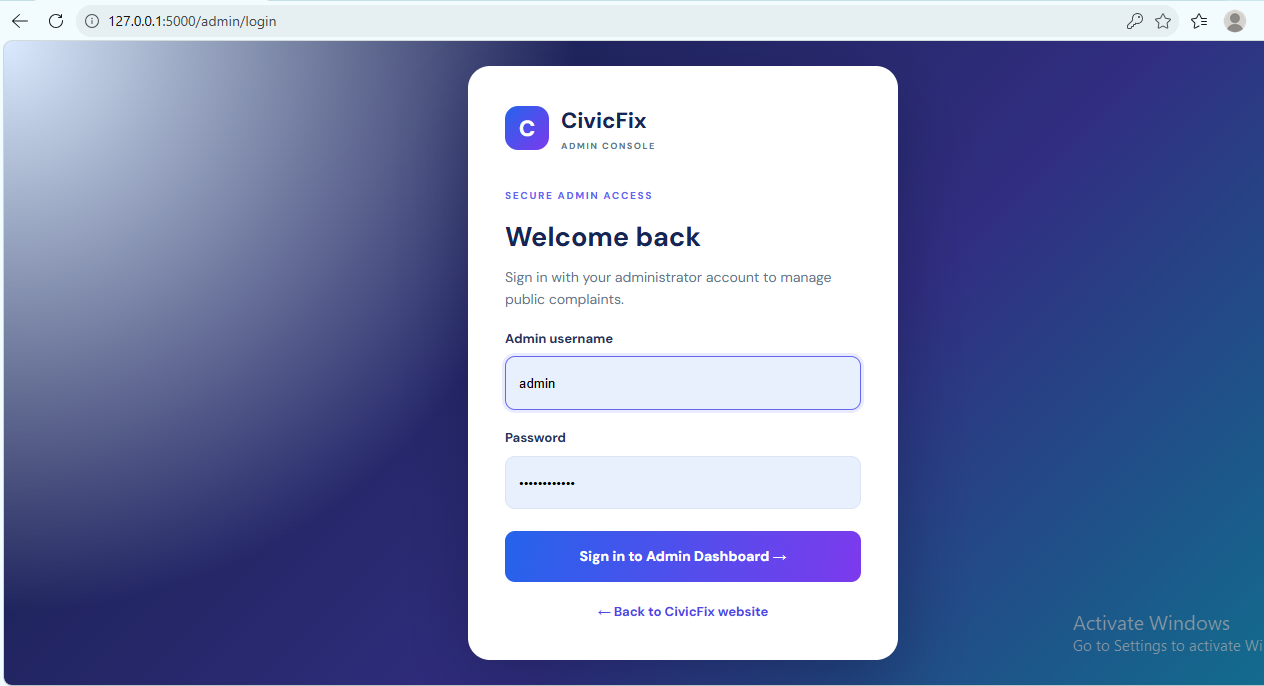 127.0.0.1:5000/admin/login
C
CivicFix
ADMIN CONSOLE
SECURE ADMIN ACCESS
Welcome back
Sign in with your administrator account to manage
public complaints.
Admin username
admin
Password
••••••••••••
Sign in to Admin Dashboard →
← Back to CivicFix website
Activate Windows
Go to Settings to activate Wi